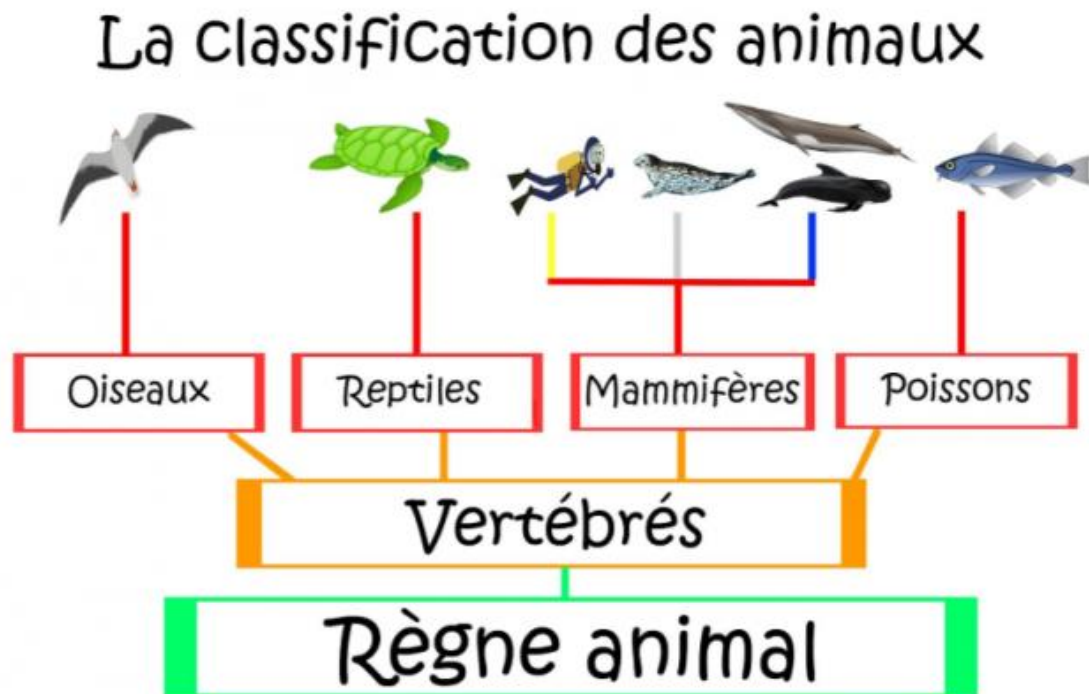 La classification des animaux
Oiseaux
Reptiles
Mammifères
Poissons
Vertébrés
Règne animal